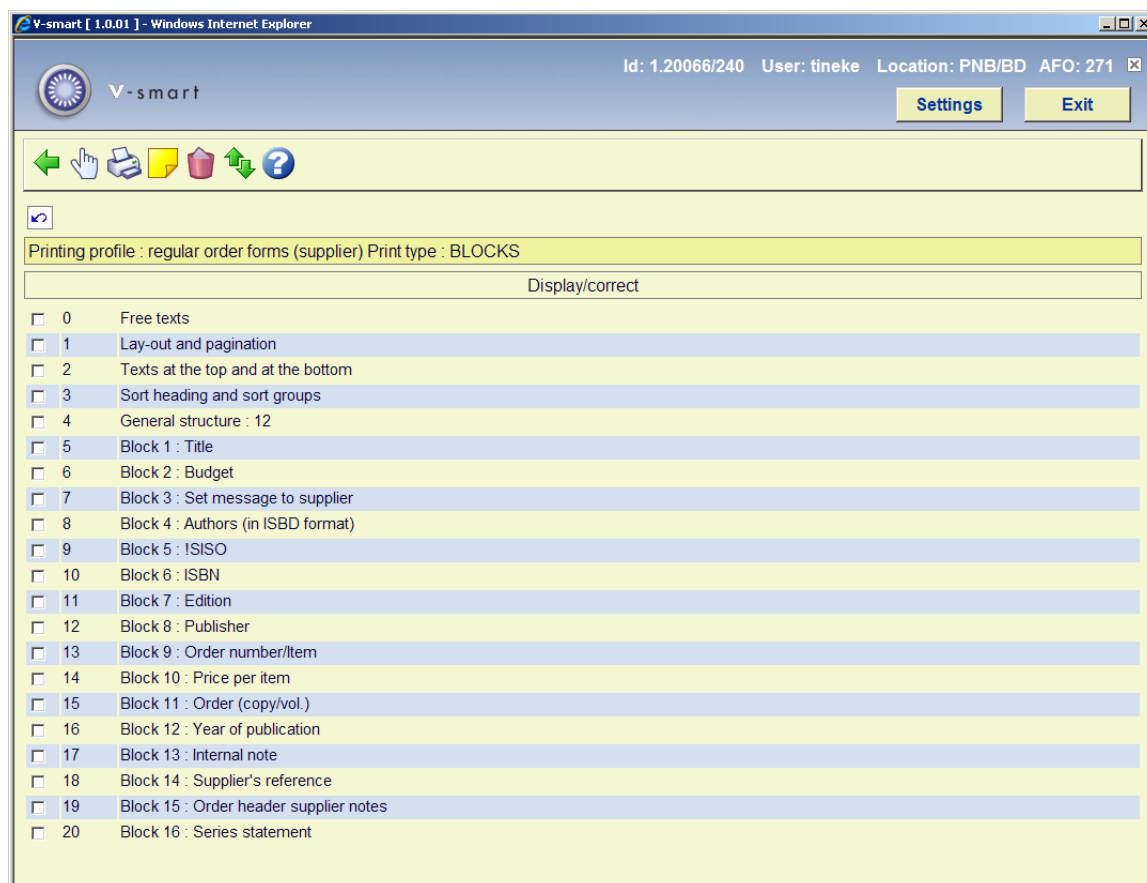 V-smart [ 1.0.01 ] - Windows Internet Explorer
Id: 1.20066/240 User: tineke Location: PNB/BD AFO: 271
V-smart
Settings Exit
Printing profile : regular order forms (supplier) Print type : BLOCKS
Display/correct
0 Free texts
1 Lay-out and pagination
2 Texts at the top and at the bottom
3 Sort heading and sort groups
4 General structure : 12
5 Block 1 : Title
6 Block 2 : Budget
7 Block 3 : Set message to supplier
8 Block 4 : Authors (in ISBD format)
9 Block 5 : !SISO
10 Block 6 : ISBN
11 Block 7 : Edition
12 Block 8 : Publisher
13 Block 9 : Order number/Item
14 Block 10 : Price per item
15 Block 11 : Order (copy/vol.)
16 Block 12 : Year of publication
17 Block 13 : Internal note
18 Block 14 : Supplier's reference
19 Block 15 : Order header supplier notes
20 Block 16 : Series statement